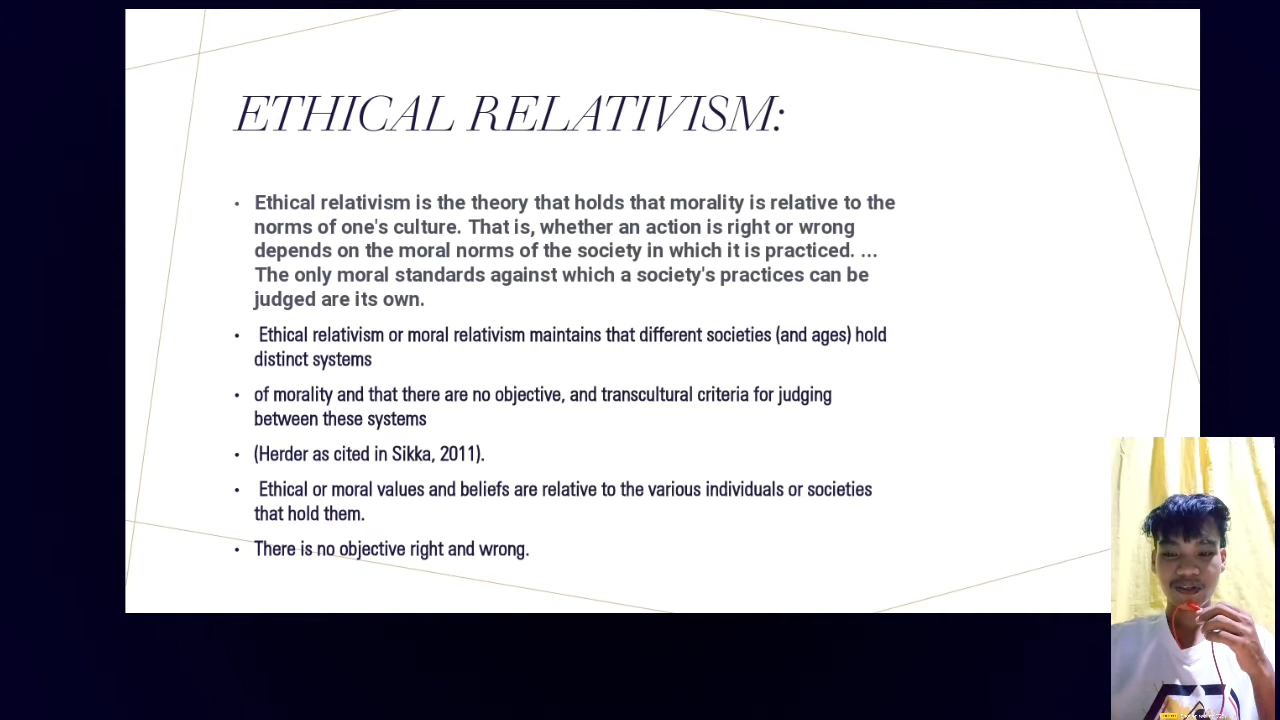 ETHICAL RELATIVISM:
• Ethical relativism is the theory that holds that morality is relative to the
norms of one's culture. That is, whether an action is right or wrong
depends on the moral norms of the society in which it is practiced. ...
The only moral standards against which a society's practices can be
judged are its own.
• Ethical relativism or moral relativism maintains that different societies (and ages) hold
distinct systems
• of morality and that there are no objective, and transcultural criteria for judging
between these systems
• (Herder as cited in Sikka, 2011).
• Ethical or moral values and beliefs are relative to the various individuals or societies
that hold them.
• There is no objective right and wrong.